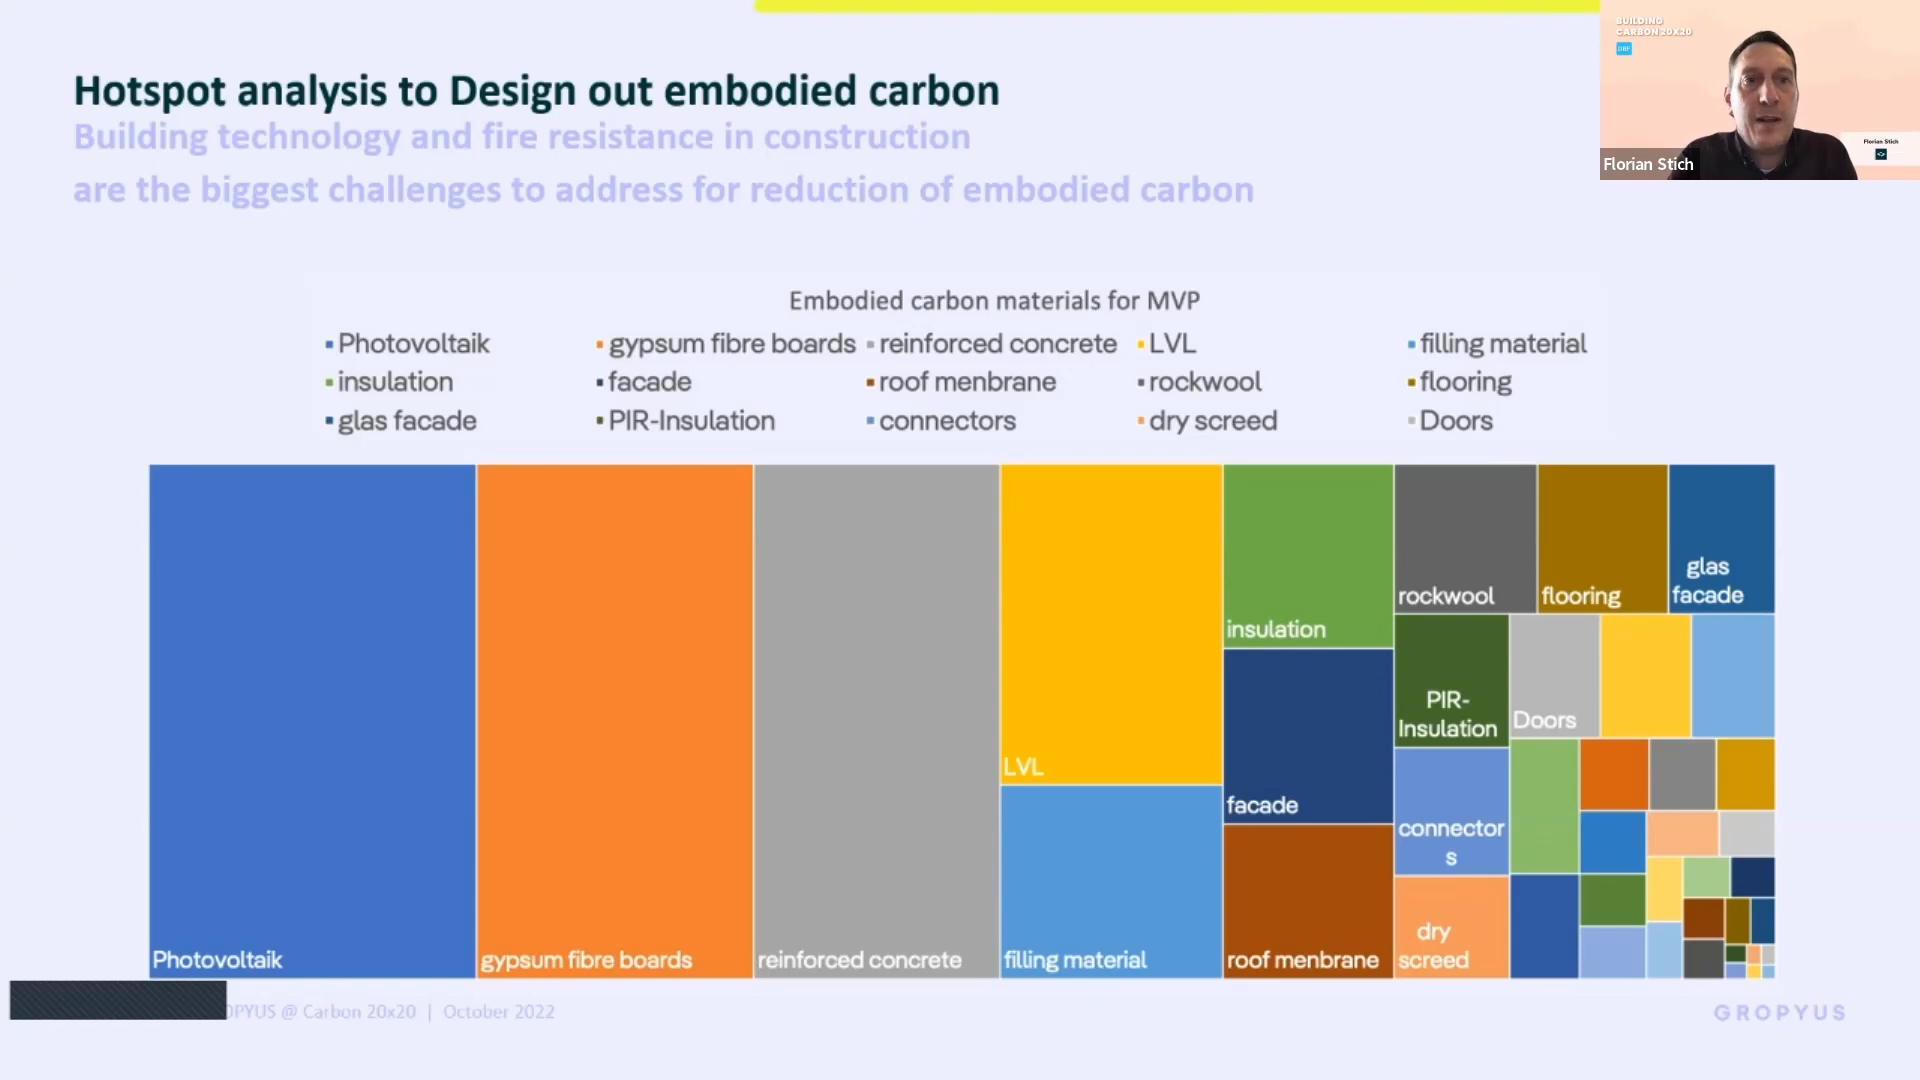 BUILDING
CARBON 20X20
DBF
Florian Stich
Florian Stich
Hotspot analysis to Design out embodied carbon
Building technology and fire resistance in construction
are the biggest challenges to address for reduction of embodied carbon
Embodied carbon materials for MVP
Photovoltaik gypsum fibre boards reinforced concrete LVL filling material
insulation facade roof menbrane rockwool flooring
glas facade PIR-Insulation connectors dry screed Doors
Photovoltaik
gypsum fibre boards
reinforced concrete
LVL
filling material
insulation
facade
roof menbrane
rockwool
flooring
glas
facade
PIR-
Insulation
Doors
connector
s
dry
screed
OPYUS @ Carbon 20x20 | October 2022
GROPYUS